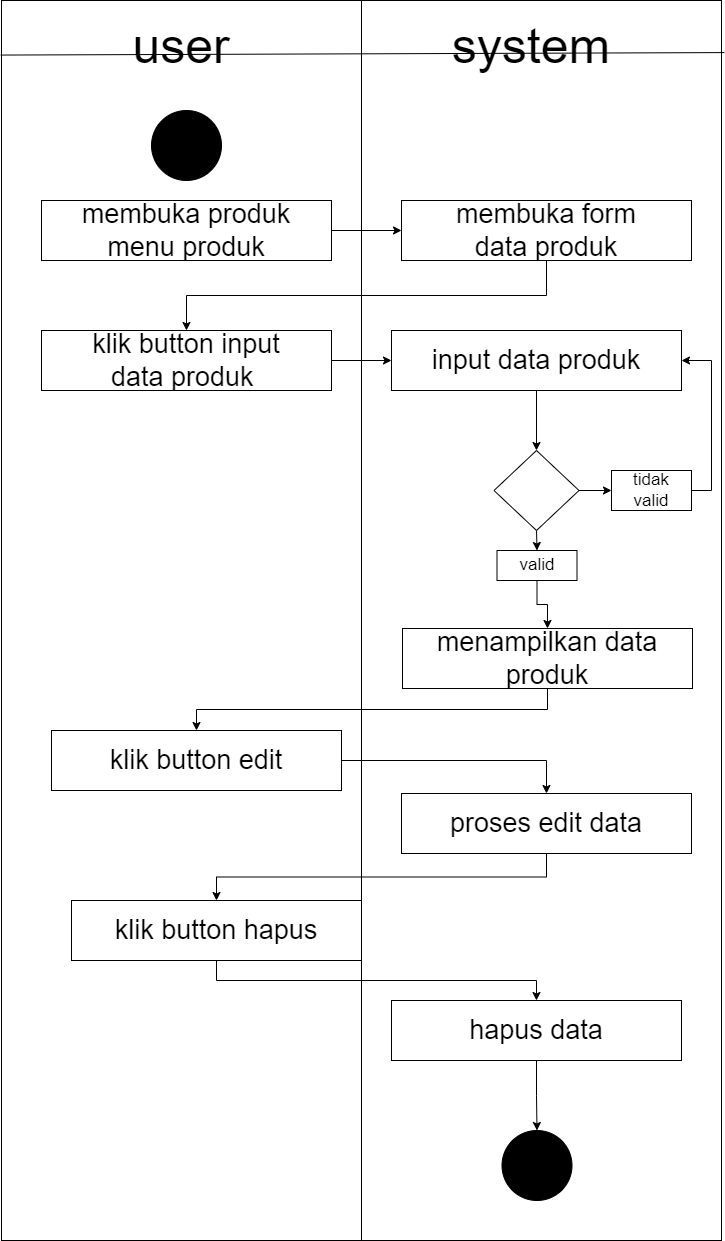 user
system
membuka produk
menu produk
membuka form
data produk
klik button input
data produk
input data produk
tidak
valid
valid
menampilkan data
produk
klik button edit
proses edit data
klik button hapus
hapus data